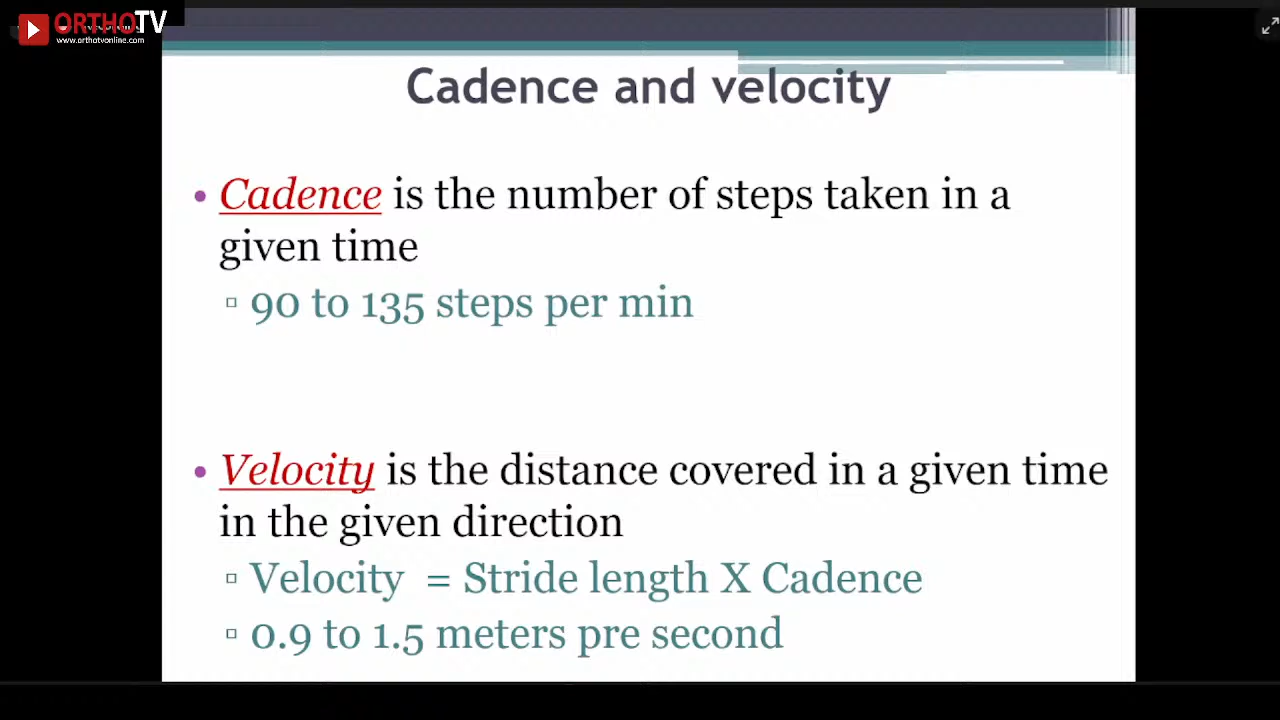 ORTHOTV
www.orthotvonline.com
Cadence and velocity
• Cadence is the number of steps taken in a
given time
▫ 90 to 135 steps per min
• Velocity is the distance covered in a given time
in the given direction
▫ Velocity = Stride length X Cadence
▫ 0.9 to 1.5 meters pre second